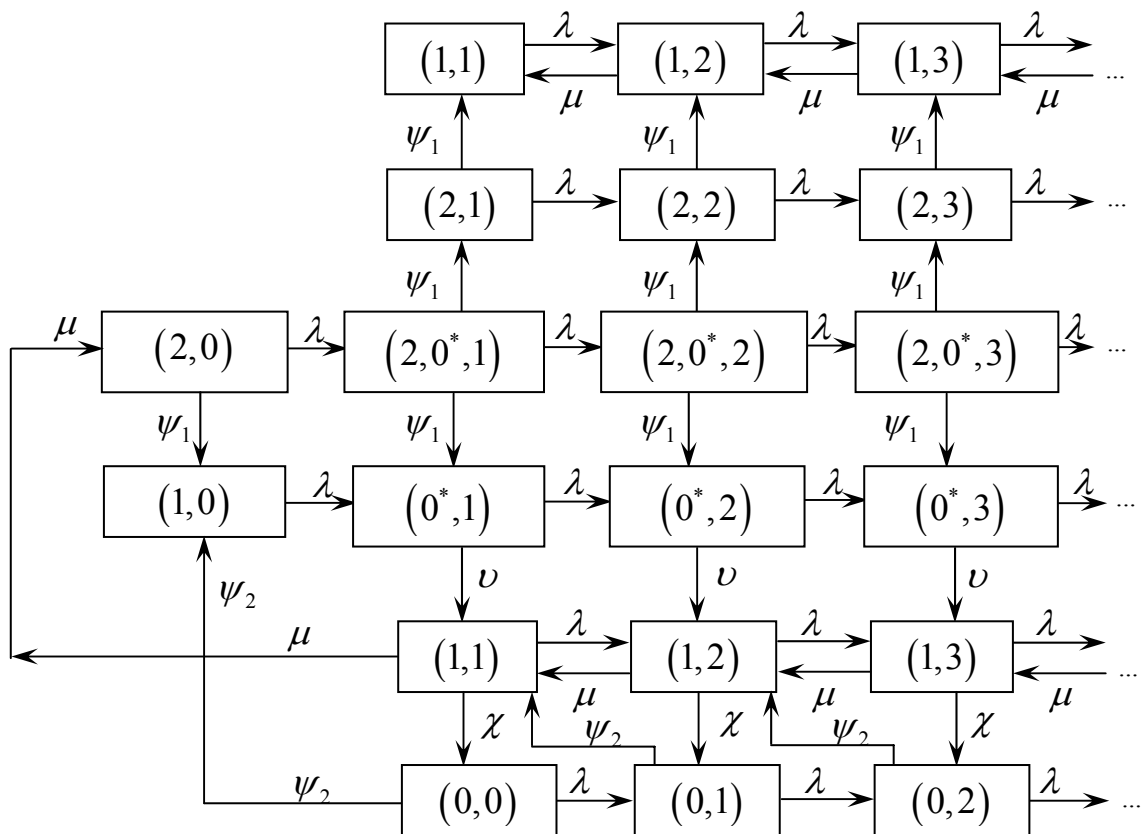 λ λ λ
(1,1) (1,2) (1,3)
μ μ μ ...
ψ₁ ψ₁ ψ₁
λ λ λ
(2,1) (2,2) (2,3) ...
ψ₁ ψ₁ ψ₁
μ λ λ λ λ
(2,0) (2,0*,1) (2,0*,2) (2,0*,3) ...
ψ₁ ψ₁ ψ₁ ψ₁
(1,0) λ (0*,1) λ (0*,2) λ (0*,3) λ ...
ψ₂ υ υ υ
μ λ λ λ
(1,1) (1,2) (1,3)
μ μ μ ...
χ ψ₂ χ ψ₂ χ
ψ₂ (0,0) λ (0,1) λ (0,2) λ ...